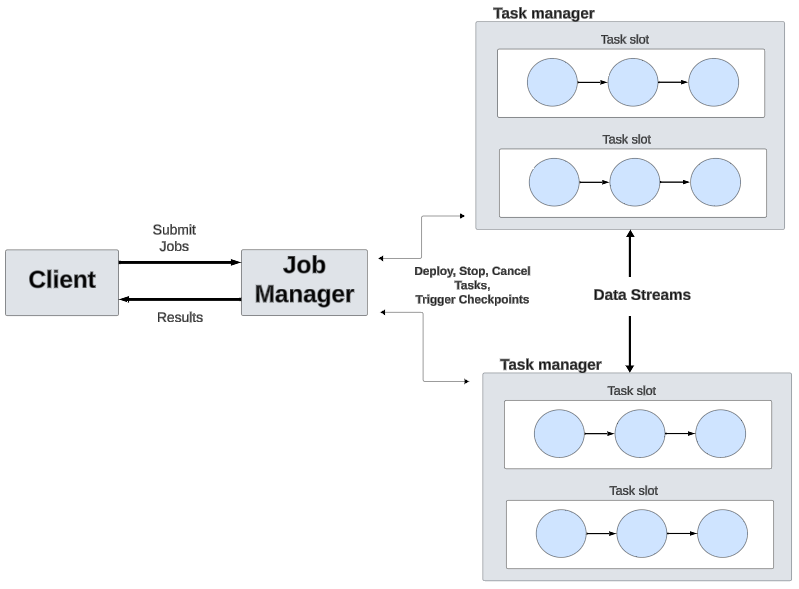 Task manager
Task slot
Task slot
Submit
Jobs
Client
Job
Manager
Results
Deploy, Stop, Cancel
Tasks,
Trigger Checkpoints
Data Streams
Task manager
Task slot
Task slot